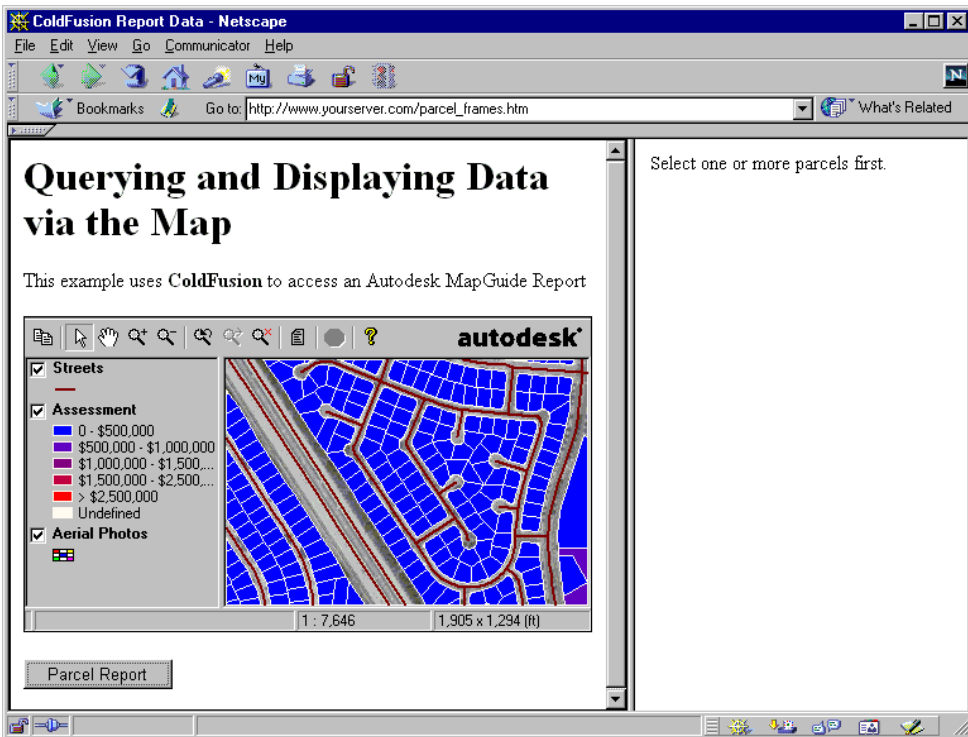 ColdFusion Report Data - Netscape
File Edit View Go Communicator Help
My
N
Bookmarks Go to: http://www.yourserver.com/parcel_frames.htm What's Related
Querying and Displaying Data
via the Map
This example uses ColdFusion to access an Autodesk MapGuide Report
autodesk
Streets
Assessment
0 - $500,000
$500,000 - $1,000,000
$1,000,000 - $1,500,...
$1,500,000 - $2,500,...
> $2,500,000
Undefined
Aerial Photos
1 : 7,646 1,905 x 1,294 (ft)
Parcel Report
Select one or more parcels first.